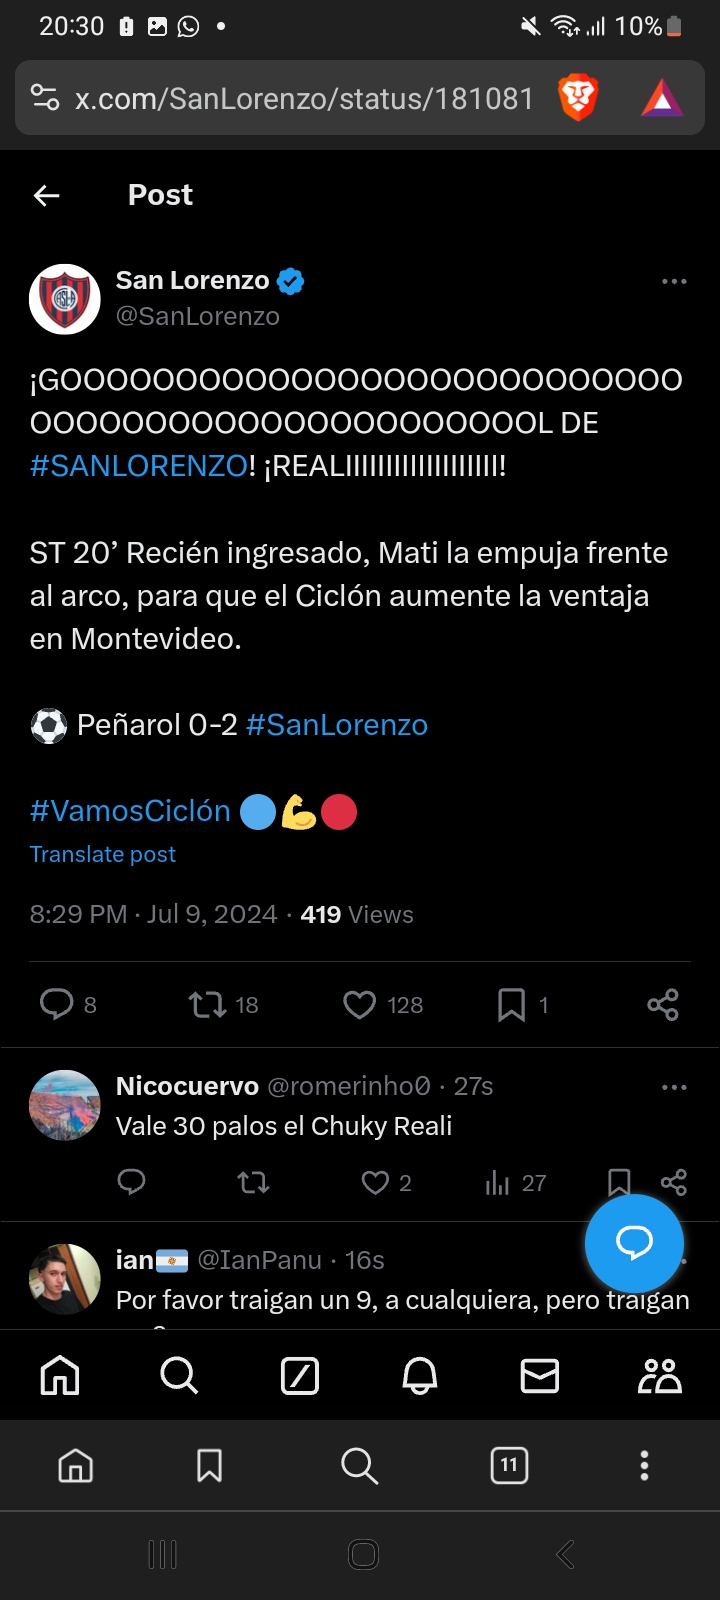 20:30
10%
x.com/SanLorenzo/status/181081
Post
San Lorenzo
@SanLorenzo
¡GOOOOOOOOOOOOOOOOOOOOOOOOOOO
OOOOOOOOOOOOOOOOOOOOOOL DE
#SANLORENZO! ¡REALIIIIIIIIIIIIIIIIIII!
ST 20’ Recién ingresado, Mati la empuja frente
al arco, para que el Ciclón aumente la ventaja
en Montevideo.
⚽ Peñarol 0-2 #SanLorenzo
#VamosCiclón 🔵💪🔴
Translate post
8:29 PM · Jul 9, 2024 · 419 Views
8 18 128 1
Nicocuervo @romerinho0 · 27s
Vale 30 palos el Chuky Reali
2 27
ian🇦🇷 @IanPanu · 16s
Por favor traigan un 9, a cualquiera, pero traigan
11